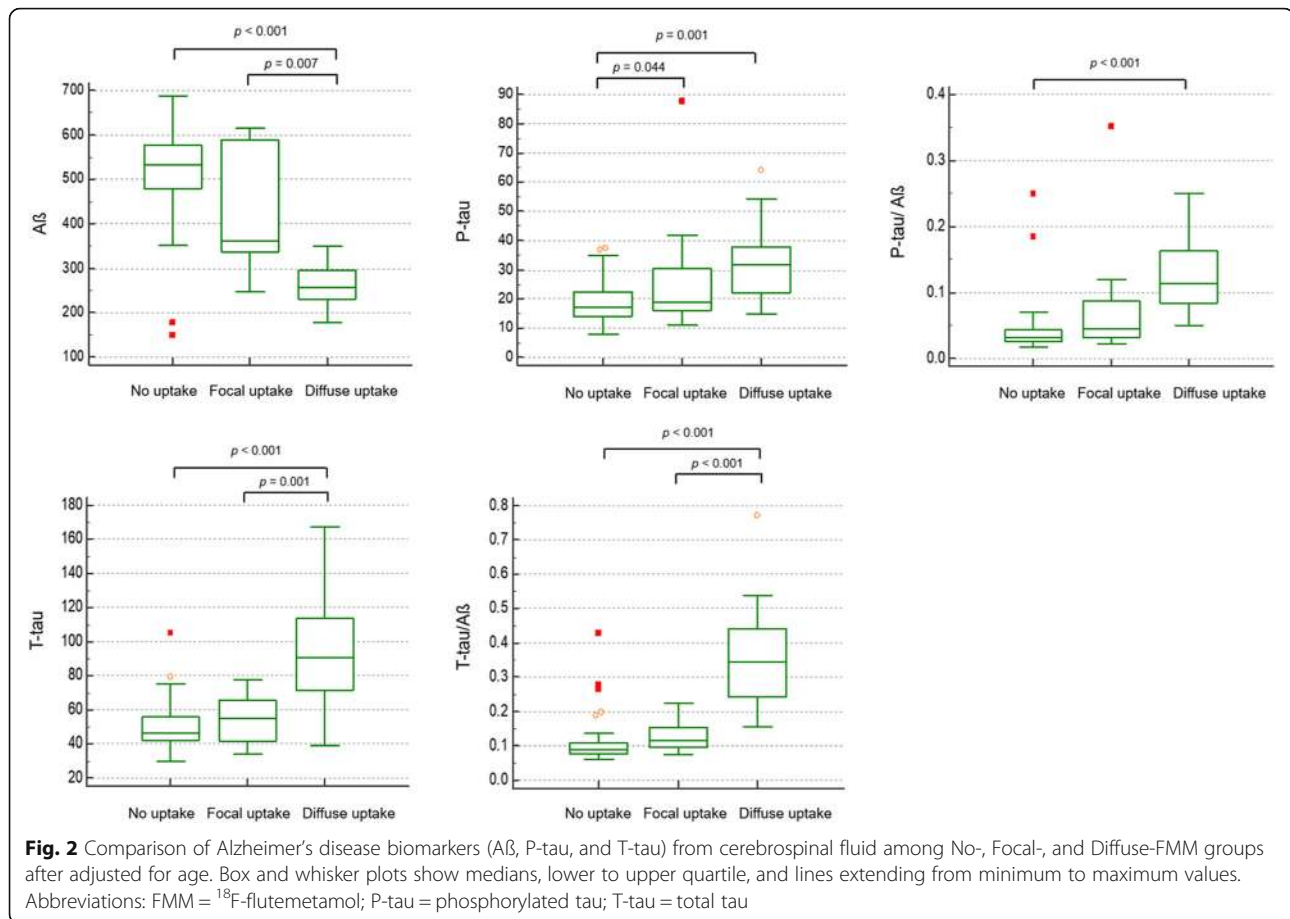 p < 0.001
p = 0.007
700
600
500
400
300
200
100
Aß
No uptake Focal uptake Diffuse uptake
p = 0.001
p = 0.044
90
80
70
60
50
40
30
20
10
0
P-tau
No uptake Focal uptake Diffuse uptake
p < 0.001
0.4
0.3
0.2
0.1
0.0
P-tau/ Aß
No uptake Focal uptake Diffuse uptake
p < 0.001
p = 0.001
180
160
140
120
100
80
60
40
20
T-tau
No uptake Focal uptake Diffuse uptake
p < 0.001
p < 0.001
0.8
0.7
0.6
0.5
0.4
0.3
0.2
0.1
0.0
T-tau/Aß
No uptake Focal uptake Diffuse uptake
Fig. 2 Comparison of Alzheimer's disease biomarkers (Aß, P-tau, and T-tau) from cerebrospinal fluid among No-, Focal-, and Diffuse-FMM groups
after adjusted for age. Box and whisker plots show medians, lower to upper quartile, and lines extending from minimum to maximum values.
Abbreviations: FMM = ¹⁸F-flutemetamol; P-tau = phosphorylated tau; T-tau = total tau